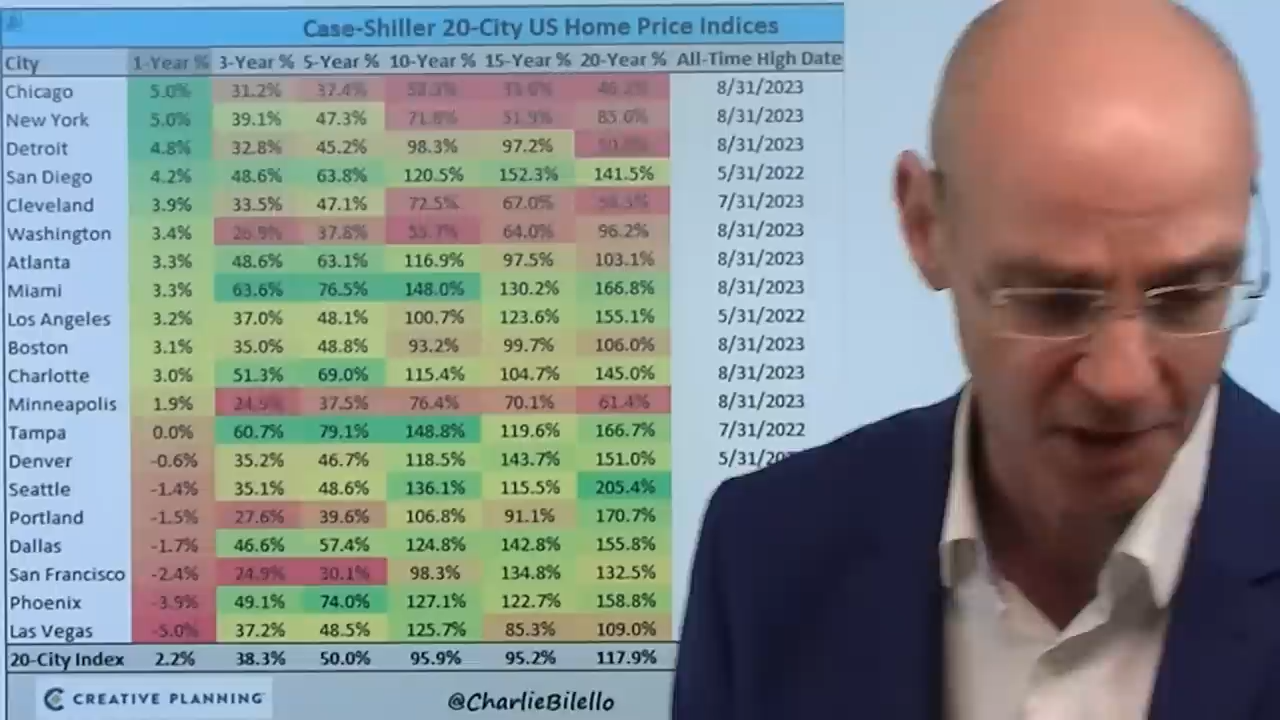 Case-Shiller 20-City US Home Price Indices
City 1-Year % 3-Year % 5-Year % 10-Year % 15-Year % 20-Year % All-Time High Date
Chicago 5.0% 31.2% 37.4% 8/31/2023
New York 5.0% 39.1% 47.3% 71.8% 51.9% 85.0% 8/31/2023
Detroit 4.8% 32.8% 45.2% 98.3% 97.2% 8/31/2023
San Diego 4.2% 48.6% 63.8% 120.5% 152.3% 141.5% 5/31/2022
Cleveland 3.9% 33.5% 47.1% 72.5% 67.0% 7/31/2023
Washington 3.4% 26.9% 37.8% 55.7% 64.0% 96.2% 8/31/2023
Atlanta 3.3% 48.6% 63.1% 116.9% 97.5% 103.1% 8/31/2023
Miami 3.3% 63.6% 76.5% 148.0% 130.2% 166.8% 8/31/2023
Los Angeles 3.2% 37.0% 48.1% 100.7% 123.6% 155.1% 5/31/2022
Boston 3.1% 35.0% 48.8% 93.2% 99.7% 106.0% 8/31/2023
Charlotte 3.0% 51.3% 69.0% 115.4% 104.7% 145.0% 8/31/2023
Minneapolis 1.9% 24.9% 37.5% 76.4% 70.1% 61.4% 8/31/2023
Tampa 0.0% 60.7% 79.1% 148.8% 119.6% 166.7% 7/31/2022
Denver -0.6% 35.2% 46.7% 118.5% 143.7% 151.0% 5/31/20
Seattle -1.4% 35.1% 48.6% 136.1% 115.5% 205.4%
Portland -1.5% 27.6% 39.6% 106.8% 91.1% 170.7%
Dallas -1.7% 46.6% 57.4% 124.8% 142.8% 155.8%
San Francisco -2.4% 24.9% 30.1% 98.3% 134.8% 132.5%
Phoenix -3.9% 49.1% 74.0% 127.1% 122.7% 158.8%
Las Vegas -5.0% 37.2% 48.5% 125.7% 85.3% 109.0%
20-City Index 2.2% 38.3% 50.0% 95.9% 95.2% 117.9%
CREATIVE PLANNING @CharlieBilello